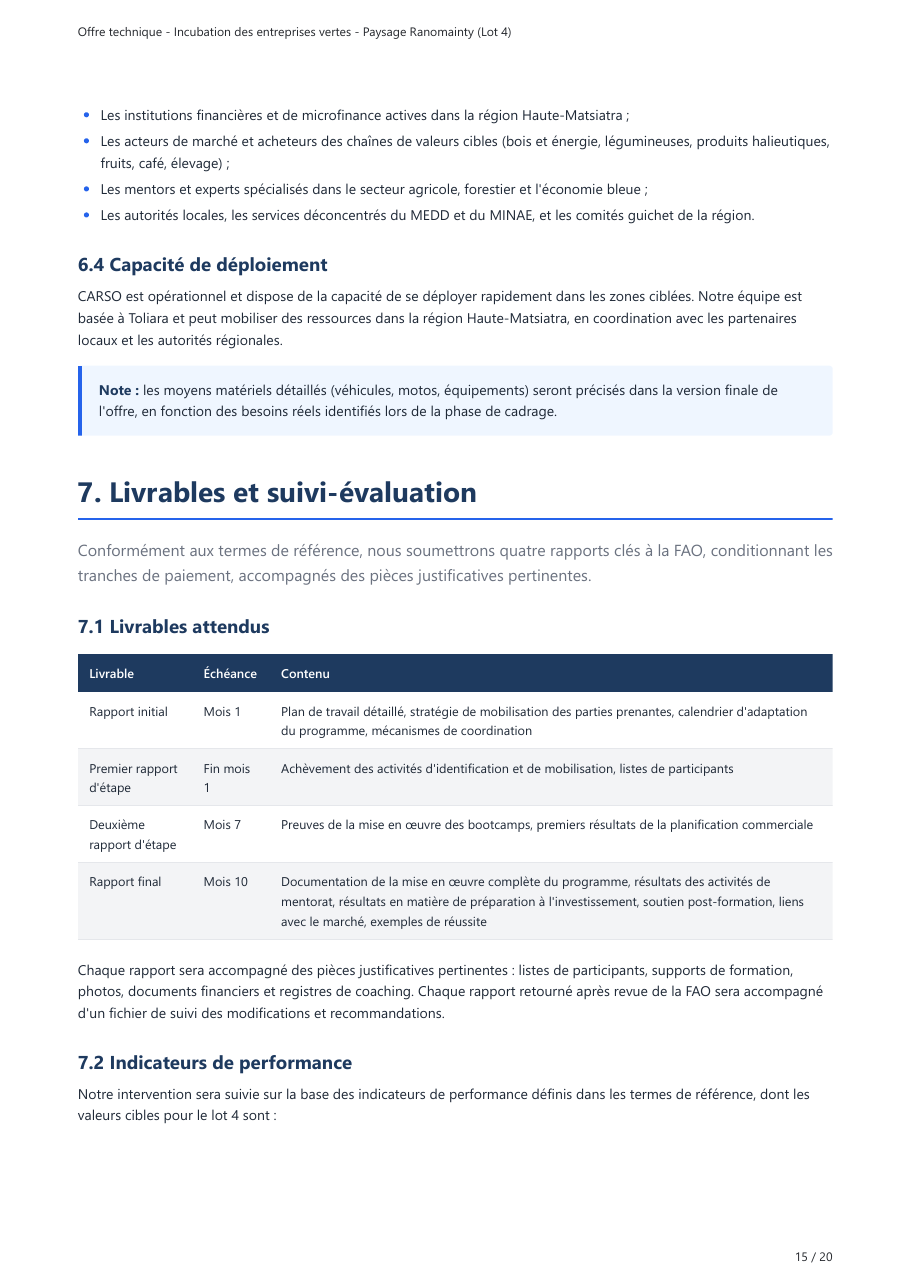 Offre technique - Incubation des entreprises vertes - Paysage Ranomainty (Lot 4)
• Les institutions financières et de microfinance actives dans la région Haute-Matsiatra ;
• Les acteurs de marché et acheteurs des chaînes de valeurs cibles (bois et énergie, légumineuses, produits halieutiques,
fruits, café, élevage) ;
• Les mentors et experts spécialisés dans le secteur agricole, forestier et l'économie bleue ;
• Les autorités locales, les services déconcentrés du MEDD et du MINAE, et les comités guichet de la région.
6.4 Capacité de déploiement
CARSO est opérationnel et dispose de la capacité de se déployer rapidement dans les zones ciblées. Notre équipe est
basée à Toliara et peut mobiliser des ressources dans la région Haute-Matsiatra, en coordination avec les partenaires
locaux et les autorités régionales.
Note : les moyens matériels détaillés (véhicules, motos, équipements) seront précisés dans la version finale de
l'offre, en fonction des besoins réels identifiés lors de la phase de cadrage.
7. Livrables et suivi-évaluation
Conformément aux termes de référence, nous soumettrons quatre rapports clés à la FAO, conditionnant les
tranches de paiement, accompagnés des pièces justificatives pertinentes.
7.1 Livrables attendus
Livrable Échéance Contenu
Rapport initial Mois 1 Plan de travail détaillé, stratégie de mobilisation des parties prenantes, calendrier d'adaptation
du programme, mécanismes de coordination
Premier rapport Fin mois Achèvement des activités d'identification et de mobilisation, listes de participants
d'étape 1
Deuxième Mois 7 Preuves de la mise en œuvre des bootcamps, premiers résultats de la planification commerciale
rapport d'étape
Rapport final Mois 10 Documentation de la mise en œuvre complète du programme, résultats des activités de
mentorat, résultats en matière de préparation à l'investissement, soutien post-formation, liens
avec le marché, exemples de réussite
Chaque rapport sera accompagné des pièces justificatives pertinentes : listes de participants, supports de formation,
photos, documents financiers et registres de coaching. Chaque rapport retourné après revue de la FAO sera accompagné
d'un fichier de suivi des modifications et recommandations.
7.2 Indicateurs de performance
Notre intervention sera suivie sur la base des indicateurs de performance définis dans les termes de référence, dont les
valeurs cibles pour le lot 4 sont :
15 / 20